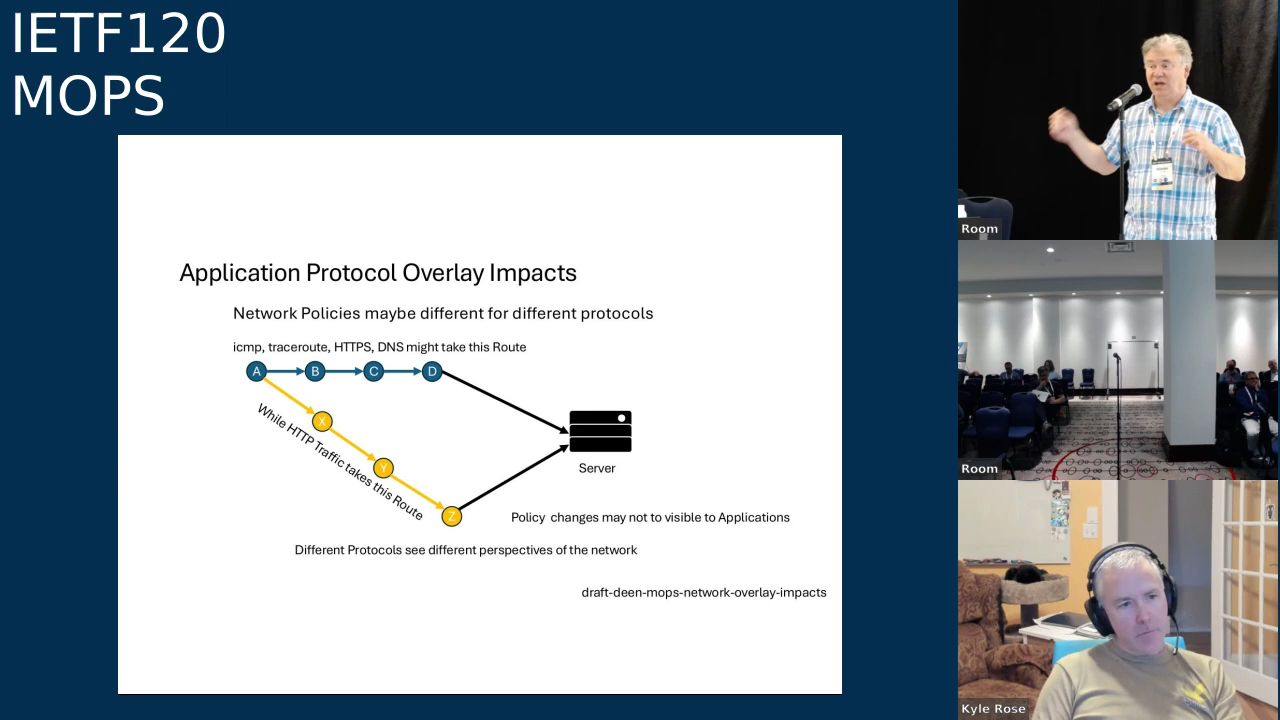 IETF120
MOPS
Application Protocol Overlay Impacts
Network Policies maybe different for different protocols
icmp, traceroute, HTTPS, DNS might take this Route
A B C D
X
While HTTP Traffic takes this Route
Y
Server
Z
Policy changes may not to visible to Applications
Different Protocols see different perspectives of the network
draft-deen-mops-network-overlay-impacts
Room
Room
Kyle Rose